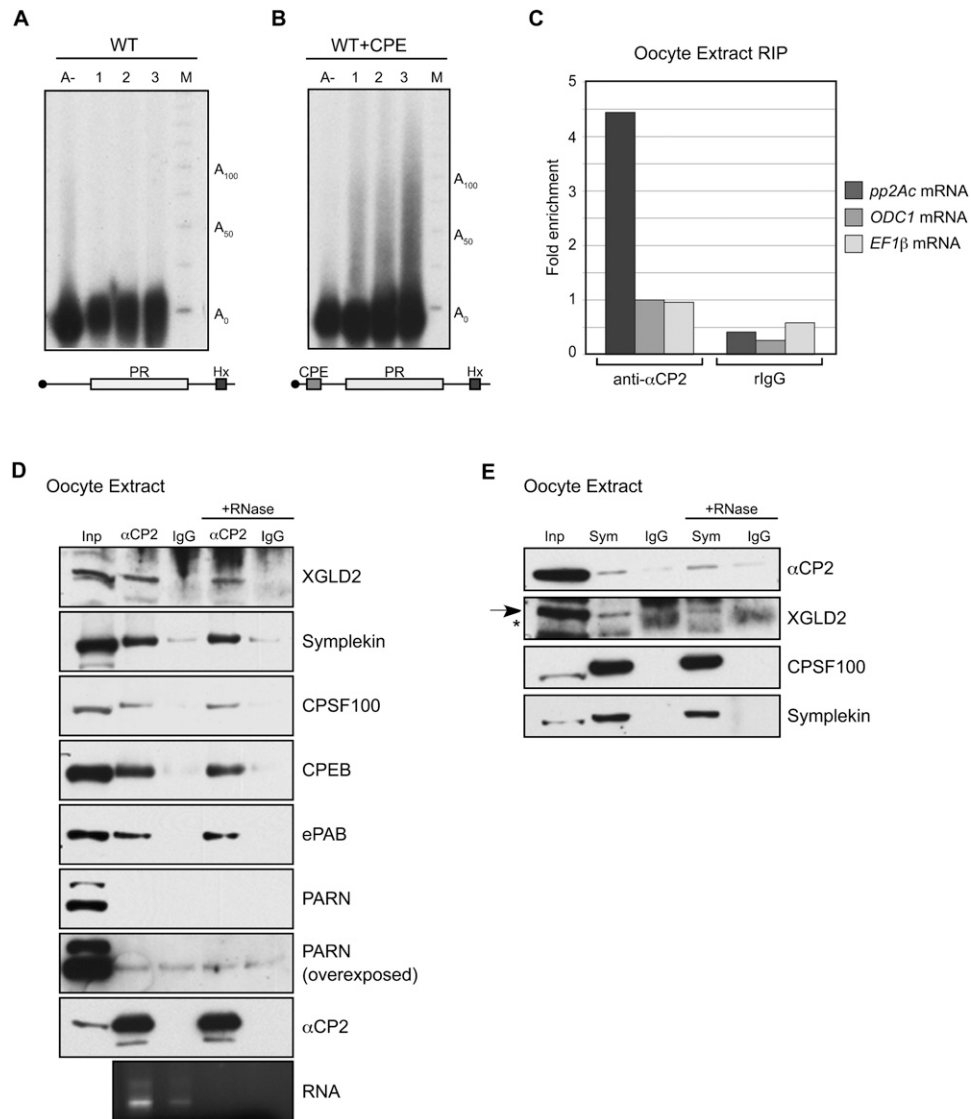 A
WT
A- 1 2 3 M
A100
A50
A0
PR Hx
B
WT+CPE
A- 1 2 3 M
A100
A50
A0
CPE PR Hx
C
Oocyte Extract RIP
Fold enrichment
5
4
3
2
1
0
anti-αCP2 rIgG
pp2Ac mRNA
ODC1 mRNA
EF1β mRNA
D
Oocyte Extract
+RNase
Inp αCP2 IgG αCP2 IgG
XGLD2
Symplekin
CPSF100
CPEB
ePAB
PARN
PARN
(overexposed)
αCP2
RNA
E
Oocyte Extract
+RNase
Inp Sym IgG Sym IgG
αCP2
*
XGLD2
CPSF100
Symplekin